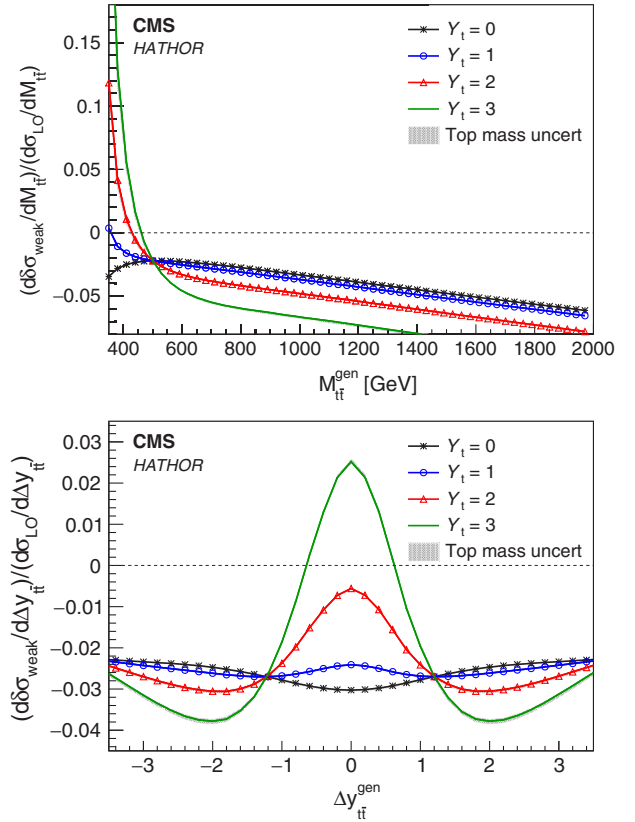 CMS
HATHOR
Y_t = 0
Y_t = 1
Y_t = 2
Y_t = 3
Top mass uncert
(dδσ_weak/dM_tt̄)/(dσ_LO/dM_tt̄)
0.15
0.1
0.05
0
−0.05
400 600 800 1000 1200 1400 1600 1800 2000
M_tt̄^gen [GeV]
CMS
HATHOR
Y_t = 0
Y_t = 1
Y_t = 2
Y_t = 3
Top mass uncert
(dδσ_weak/dΔy_tt̄)/(dσ_LO/dΔy_tt̄)
0.03
0.02
0.01
0
−0.01
−0.02
−0.03
−0.04
−3 −2 −1 0 1 2 3
Δy_tt̄^gen